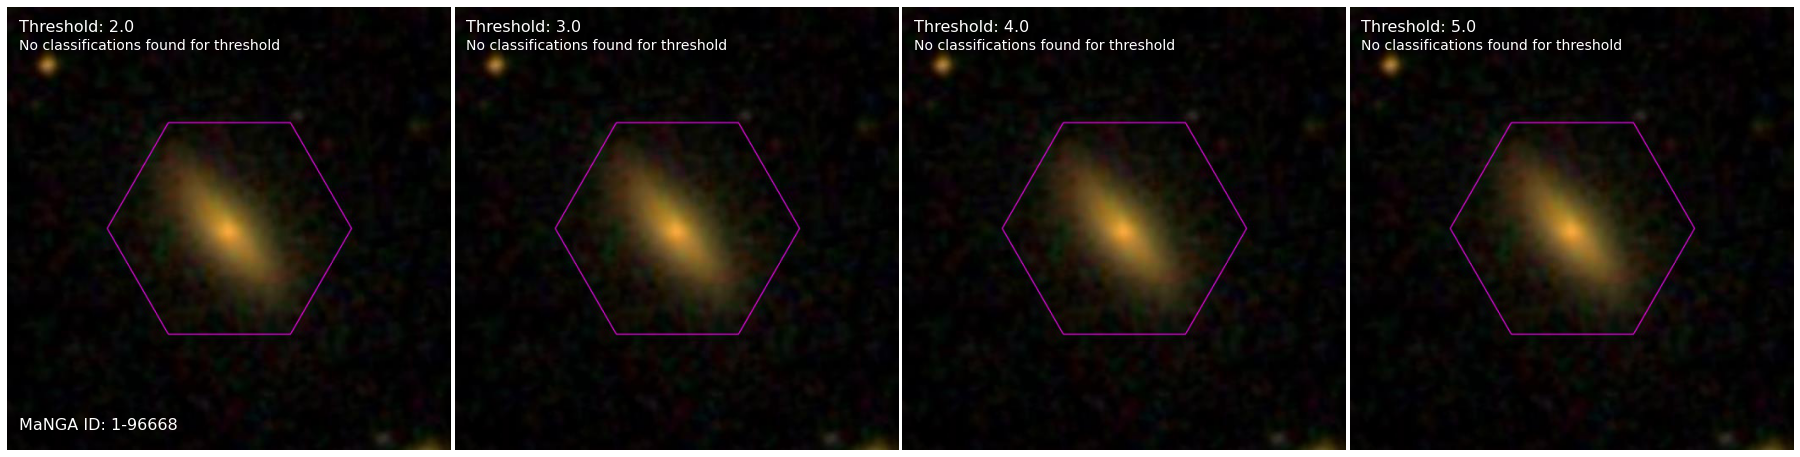 Threshold: 2.0
No classifications found for threshold
MaNGA ID: 1-96668
Threshold: 3.0
No classifications found for threshold
Threshold: 4.0
No classifications found for threshold
Threshold: 5.0
No classifications found for threshold